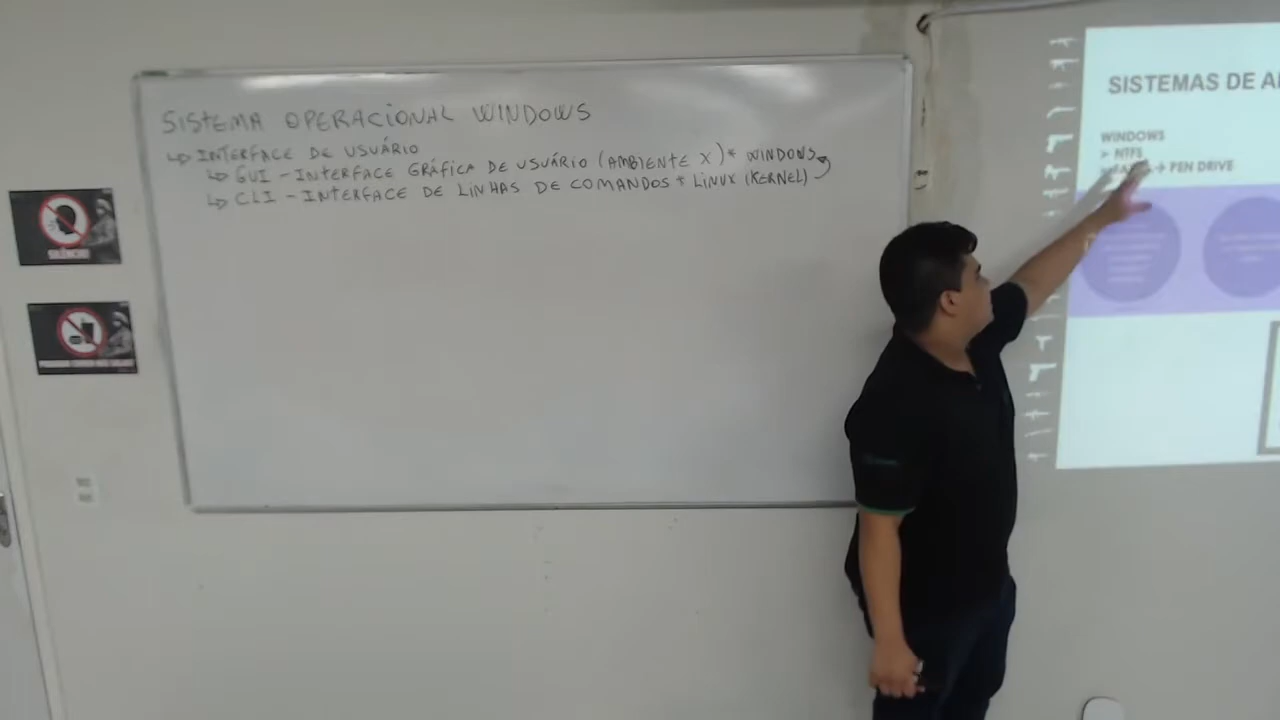 SISTEMA OPERACIONAL WINDOWS
↳ INTERFACE DE USUÁRIO
↳ GUI - INTERFACE GRÁFICA DE USUÁRIO (AMBIENTE X) * WINDOWS
↳ CLI - INTERFACE DE LINHAS DE COMANDOS * LINUX (KERNEL)
SILÊNCIO
SISTEMAS DE A
WINDOWS
➢ NTFS
→ PEN DRIVE